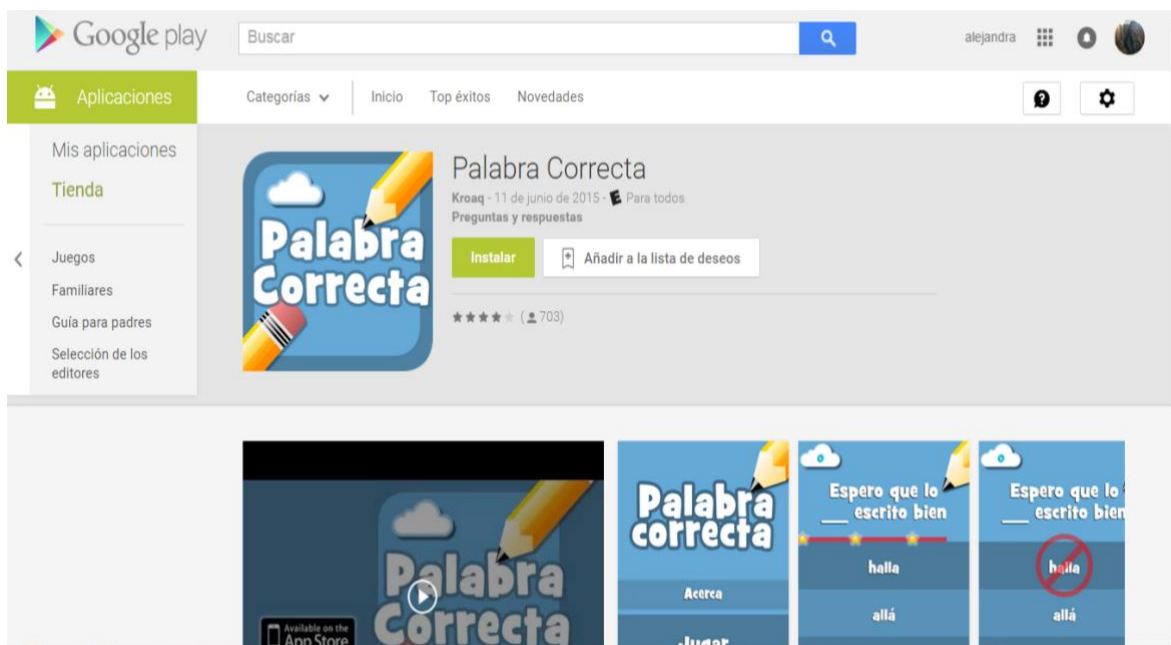 Google play
Buscar
alejandra
Aplicaciones
Categorías
Inicio
Top éxitos
Novedades
Mis aplicaciones
Tienda
Juegos
Familiares
Guía para padres
Selección de los
editores
Palabra
Correcta
Palabra Correcta
Kroaq - 11 de junio de 2015 - E Para todos
Preguntas y respuestas
Instalar
Añadir a la lista de deseos
(703)
Palabra
Correcta
Available on the
App Store
Palabra
correcta
Acerca
Jugar
Espero que lo
___ escrito bien
halla
allá
Espero que lo
___ escrito bien
halla
allá